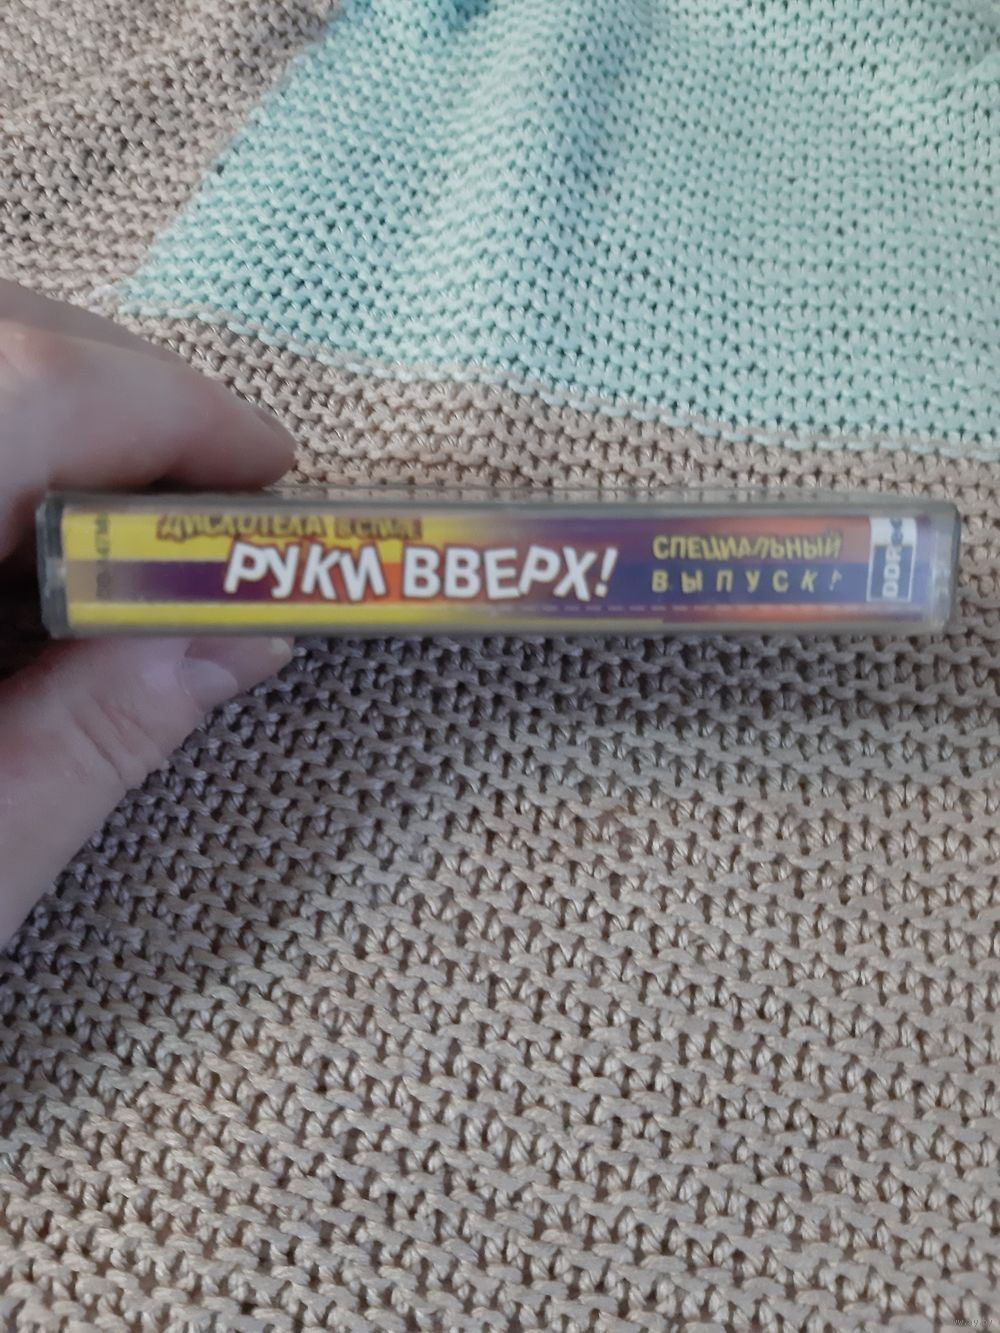 ДИСКОТЕКА В СТИЛЕ
РУКИ ВВЕРХ!
СПЕЦИАЛЬНЫЙ
ВЫПУСК!